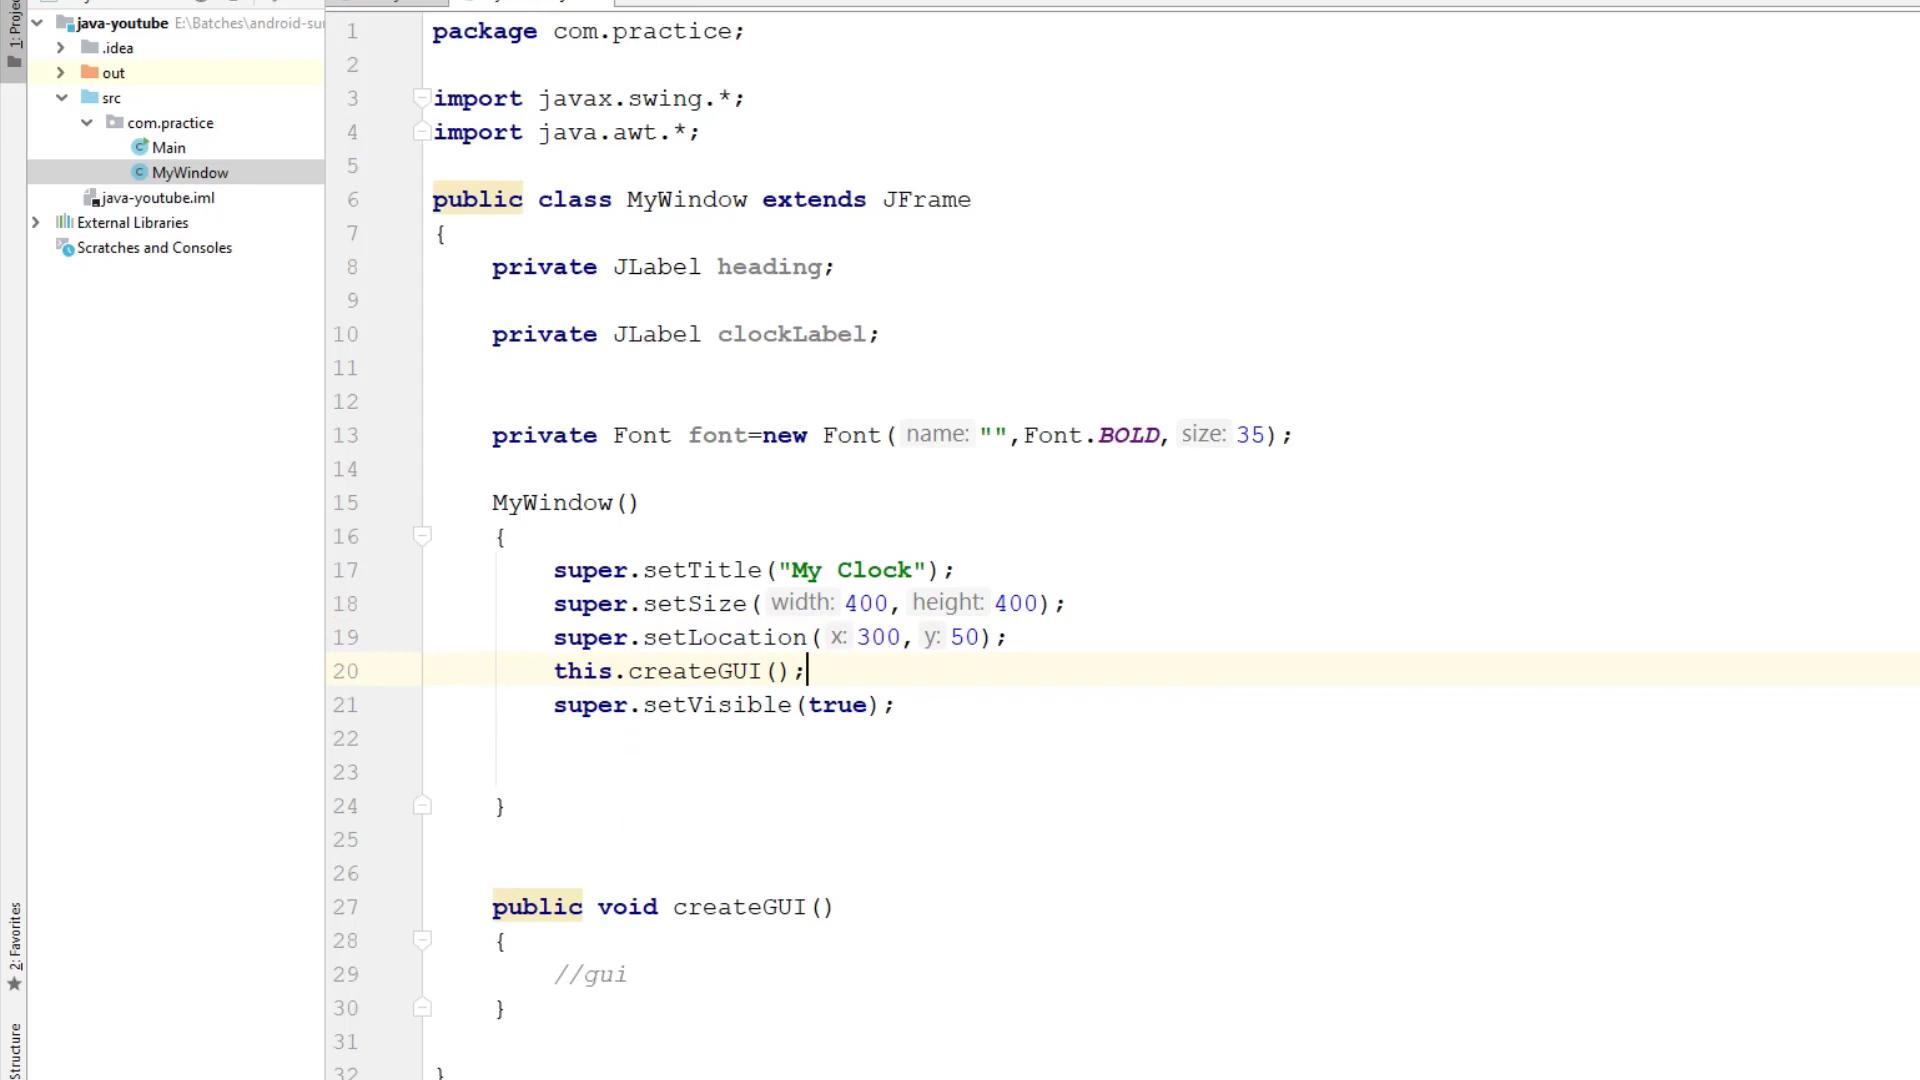 1: Project
java-youtube E:\Batches\android-su
.idea
out
src
com.practice
Main
MyWindow
java-youtube.iml
External Libraries
Scratches and Consoles
2: Favorites
Structure
1 package com.practice;
2
3 import javax.swing.*;
4 import java.awt.*;
5
6 public class MyWindow extends JFrame
7 {
8 private JLabel heading;
9
10 private JLabel clockLabel;
11
12
13 private Font font=new Font( name: "",Font.BOLD, size: 35);
14
15 MyWindow()
16 {
17 super.setTitle("My Clock");
18 super.setSize( width: 400, height: 400);
19 super.setLocation( x: 300, y: 50);
20 this.createGUI();
21 super.setVisible(true);
22
23
24 }
25
26
27 public void createGUI()
28 {
29 //gui
30 }
31
32 }